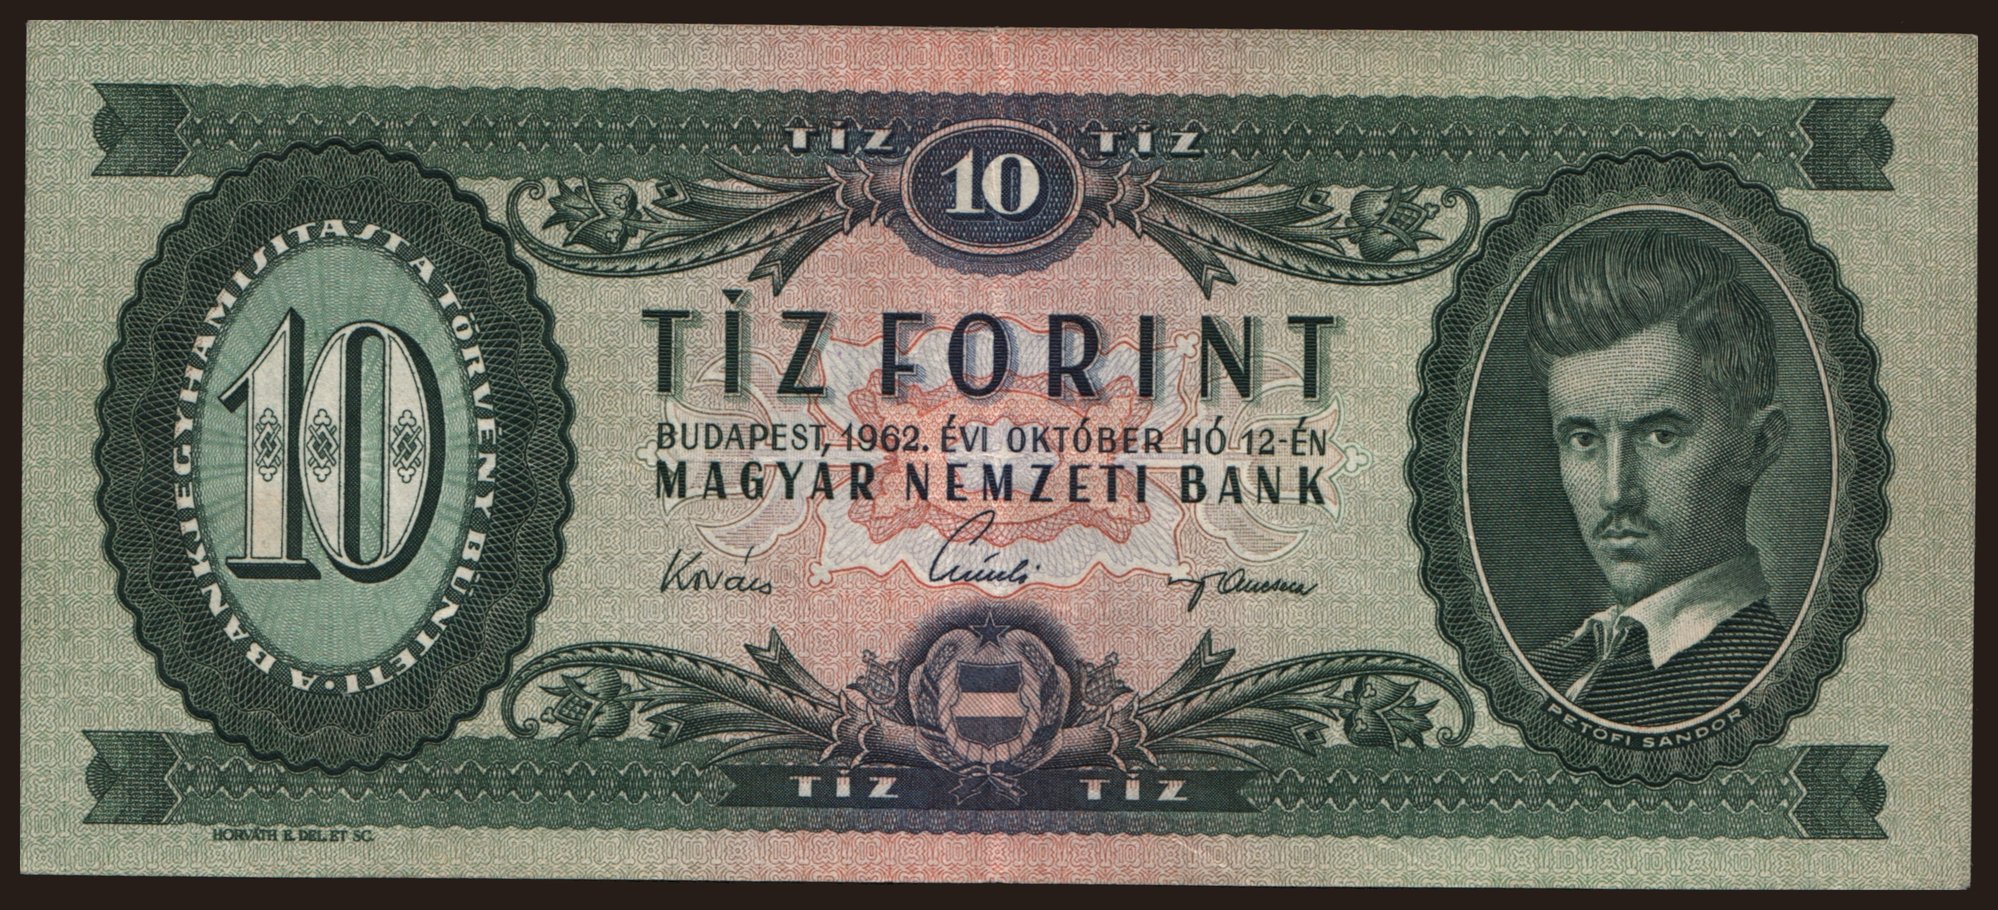 TÍZ 10 TÍZ
A BANKJEGYHAMISÍTÁST A TÖRVÉNY BÜNTETI.
10
TÍZ FORINT
BUDAPEST, 1962. ÉVI OKTÓBER HÓ 12-ÉN
MAGYAR NEMZETI BANK
Kovács
PETŐFI SÁNDOR
TÍZ TÍZ
HORVÁTH E. DEL. ET SC.